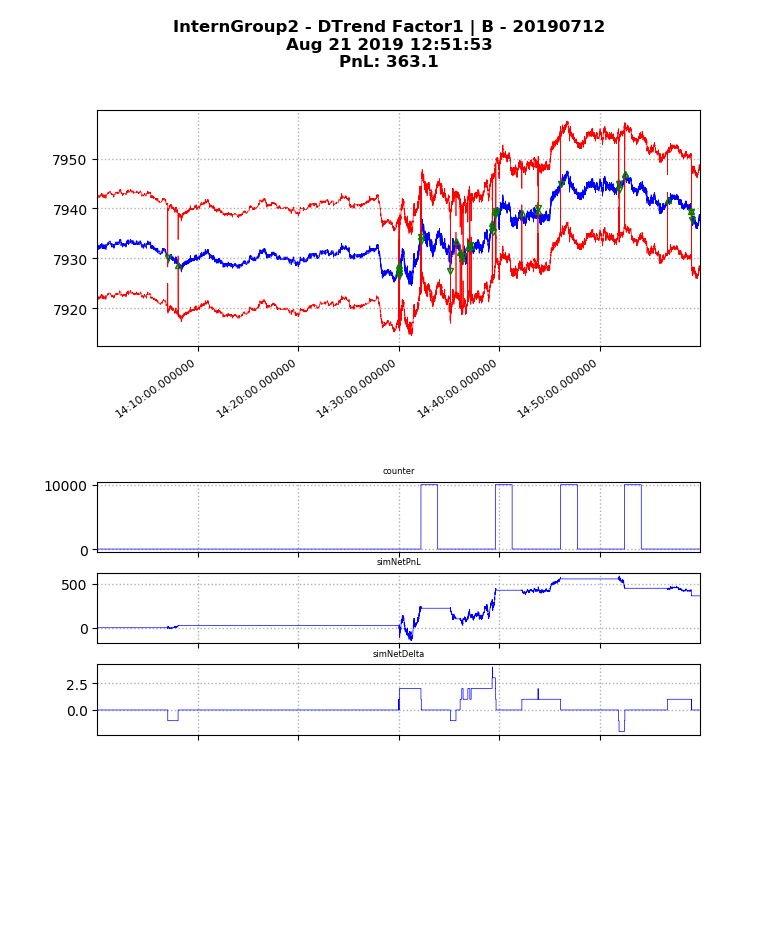 InternGroup2 - DTrend Factor1 | B - 20190712
Aug 21 2019 12:51:53
PnL: 363.1
7950
7940
7930
7920
14:10:00.000000
14:20:00.000000
14:30:00.000000
14:40:00.000000
14:50:00.000000
counter
10000
0
simNetPnL
500
0
simNetDelta
2.5
0.0